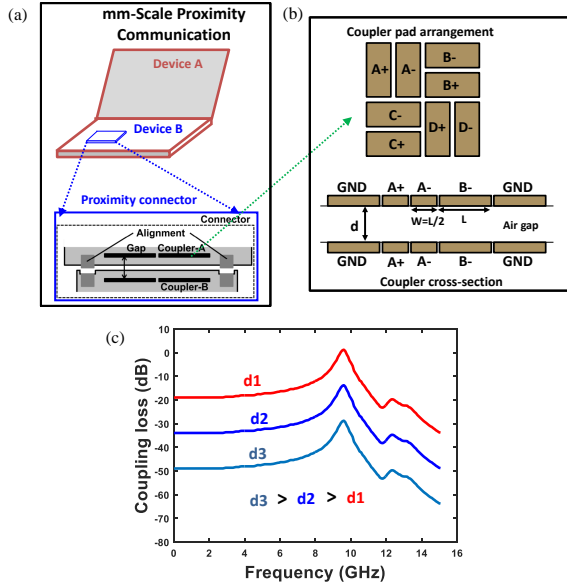 (a)
mm-Scale Proximity
Communication
Device A
Device B
Proximity connector
Connector
Alignment
Gap
Coupler-A
Coupler-B
(b)
Coupler pad arrangement
A+
A-
B-
B+
C-
C+
D+
D-
GND A+ A- B- GND
d
W=L/2
L
Air gap
GND A+ A- B- GND
Coupler cross-section
(c)
Coupling loss (dB)
10
0
-10
-20
-30
-40
-50
-60
-70
-80
d1
d2
d3
d3 > d2 > d1
0 2 4 6 8 10 12 14 16
Frequency (GHz)